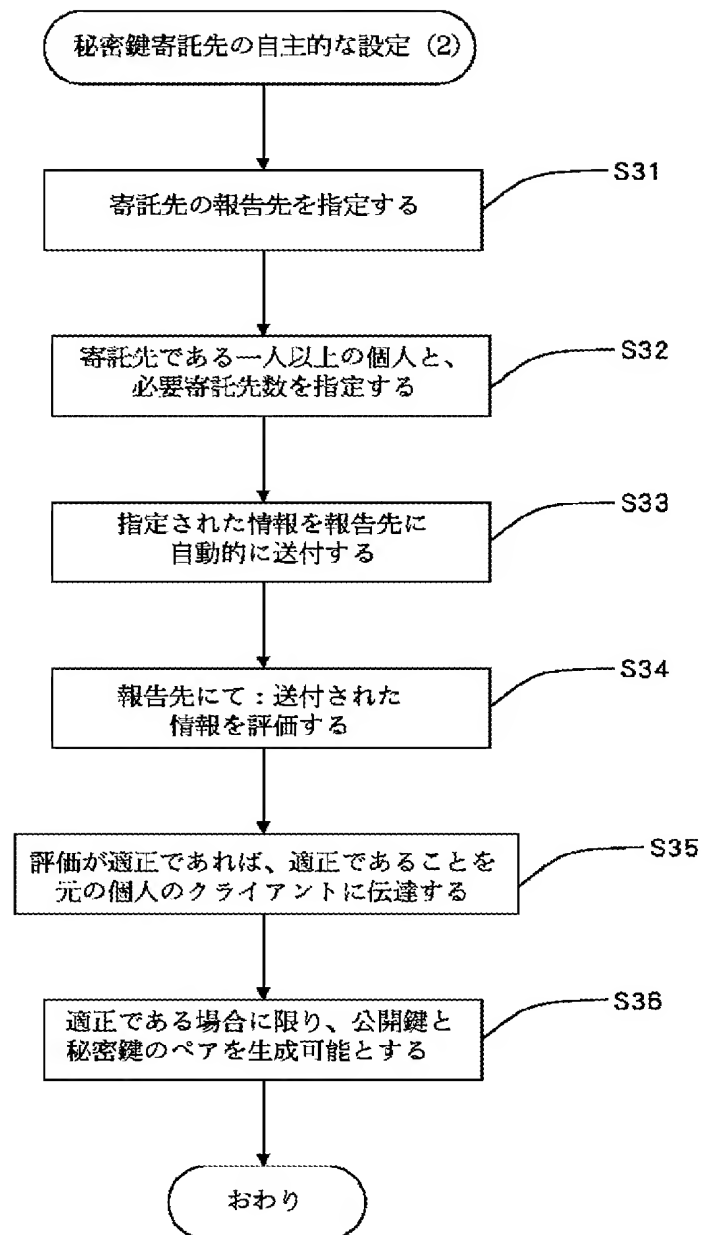 秘密鍵寄託先の自主的な設定 (2)
寄託先の報告先を指定する
S31
寄託先である一人以上の個人と、
必要寄託先数を指定する
S32
指定された情報を報告先に
自動的に送付する
S33
報告先にて：送付された
情報を評価する
S34
評価が適正であれば、適正であることを
元の個人のクライアントに伝達する
S35
適正である場合に限り、公開鍵と
秘密鍵のペアを生成可能とする
S36
おわり